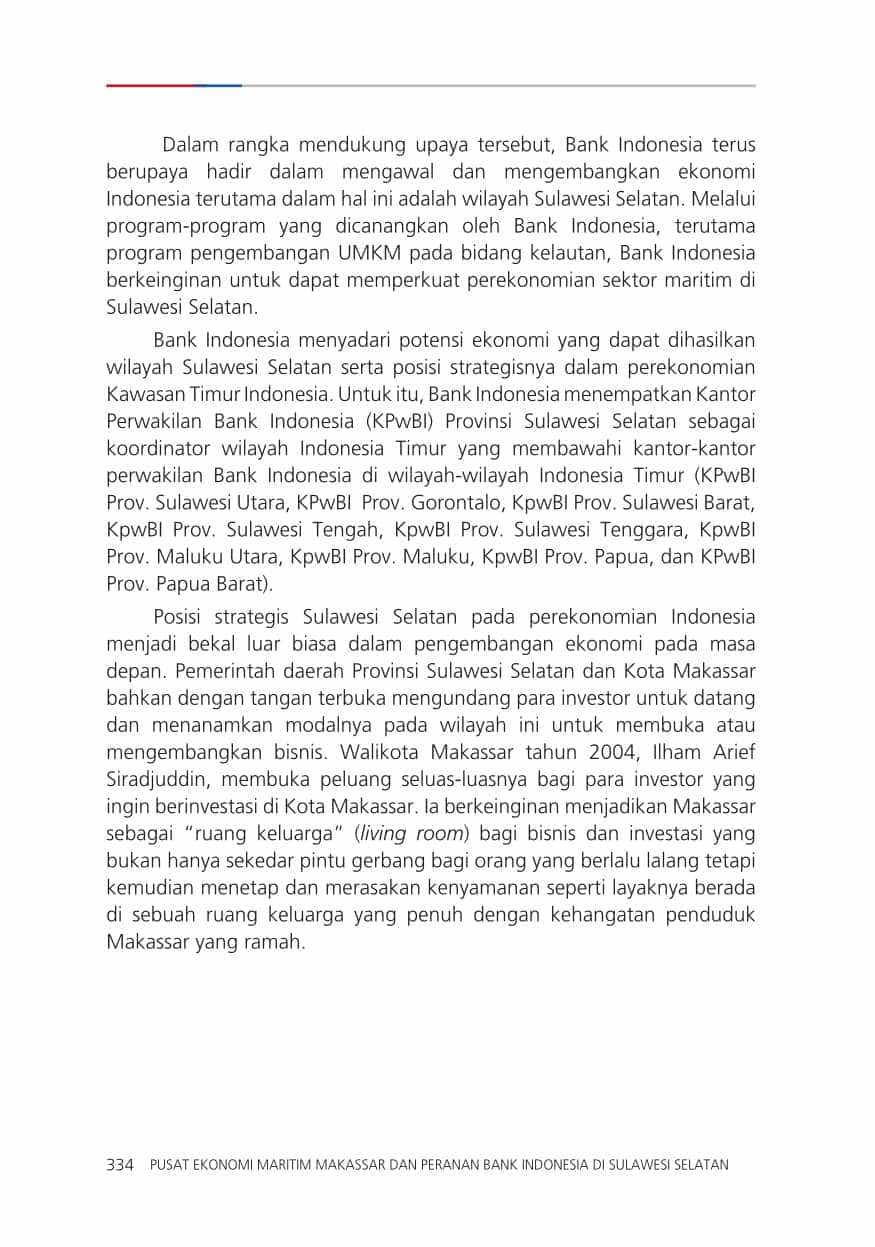 Dalam rangka mendukung upaya tersebut, Bank Indonesia terus
berupaya hadir dalam mengawal dan mengembangkan ekonomi
Indonesia terutama dalam hal ini adalah wilayah Sulawesi Selatan. Melalui
program-program yang dicanangkan oleh Bank Indonesia, terutama
program pengembangan UMKM pada bidang kelautan, Bank Indonesia
berkeinginan untuk dapat memperkuat perekonomian sektor maritim di
Sulawesi Selatan.
Bank Indonesia menyadari potensi ekonomi yang dapat dihasilkan
wilayah Sulawesi Selatan serta posisi strategisnya dalam perekonomian
Kawasan Timur Indonesia. Untuk itu, Bank Indonesia menempatkan Kantor
Perwakilan Bank Indonesia (KPwBI) Provinsi Sulawesi Selatan sebagai
koordinator wilayah Indonesia Timur yang membawahi kantor-kantor
perwakilan Bank Indonesia di wilayah-wilayah Indonesia Timur (KPwBI
Prov. Sulawesi Utara, KPwBI Prov. Gorontalo, KpwBI Prov. Sulawesi Barat,
KpwBI Prov. Sulawesi Tengah, KpwBI Prov. Sulawesi Tenggara, KpwBI
Prov. Maluku Utara, KpwBI Prov. Maluku, KpwBI Prov. Papua, dan KPwBI
Prov. Papua Barat).
Posisi strategis Sulawesi Selatan pada perekonomian Indonesia
menjadi bekal luar biasa dalam pengembangan ekonomi pada masa
depan. Pemerintah daerah Provinsi Sulawesi Selatan dan Kota Makassar
bahkan dengan tangan terbuka mengundang para investor untuk datang
dan menanamkan modalnya pada wilayah ini untuk membuka atau
mengembangkan bisnis. Walikota Makassar tahun 2004, Ilham Arief
Siradjuddin, membuka peluang seluas-luasnya bagi para investor yang
ingin berinvestasi di Kota Makassar. Ia berkeinginan menjadikan Makassar
sebagai “ruang keluarga” (living room) bagi bisnis dan investasi yang
bukan hanya sekedar pintu gerbang bagi orang yang berlalu lalang tetapi
kemudian menetap dan merasakan kenyamanan seperti layaknya berada
di sebuah ruang keluarga yang penuh dengan kehangatan penduduk
Makassar yang ramah.
334 PUSAT EKONOMI MARITIM MAKASSAR DAN PERANAN BANK INDONESIA DI SULAWESI SELATAN